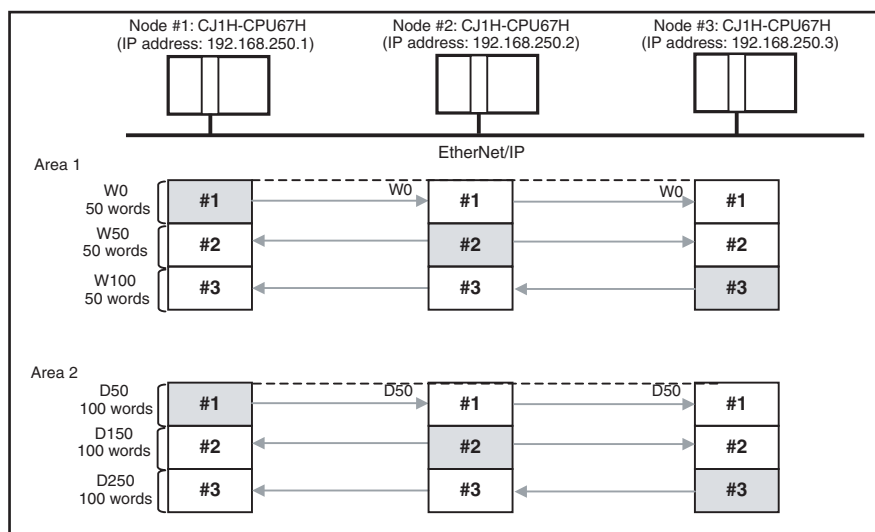 Node #1: CJ1H-CPU67H
(IP address: 192.168.250.1)
Node #2: CJ1H-CPU67H
(IP address: 192.168.250.2)
Node #3: CJ1H-CPU67H
(IP address: 192.168.250.3)
EtherNet/IP
Area 1
W0
50 words
#1
W0
#1
W0
#1
W50
50 words
#2
#2
#2
W100
50 words
#3
#3
#3
Area 2
D50
100 words
#1
D50
#1
D50
#1
D150
100 words
#2
#2
#2
D250
100 words
#3
#3
#3